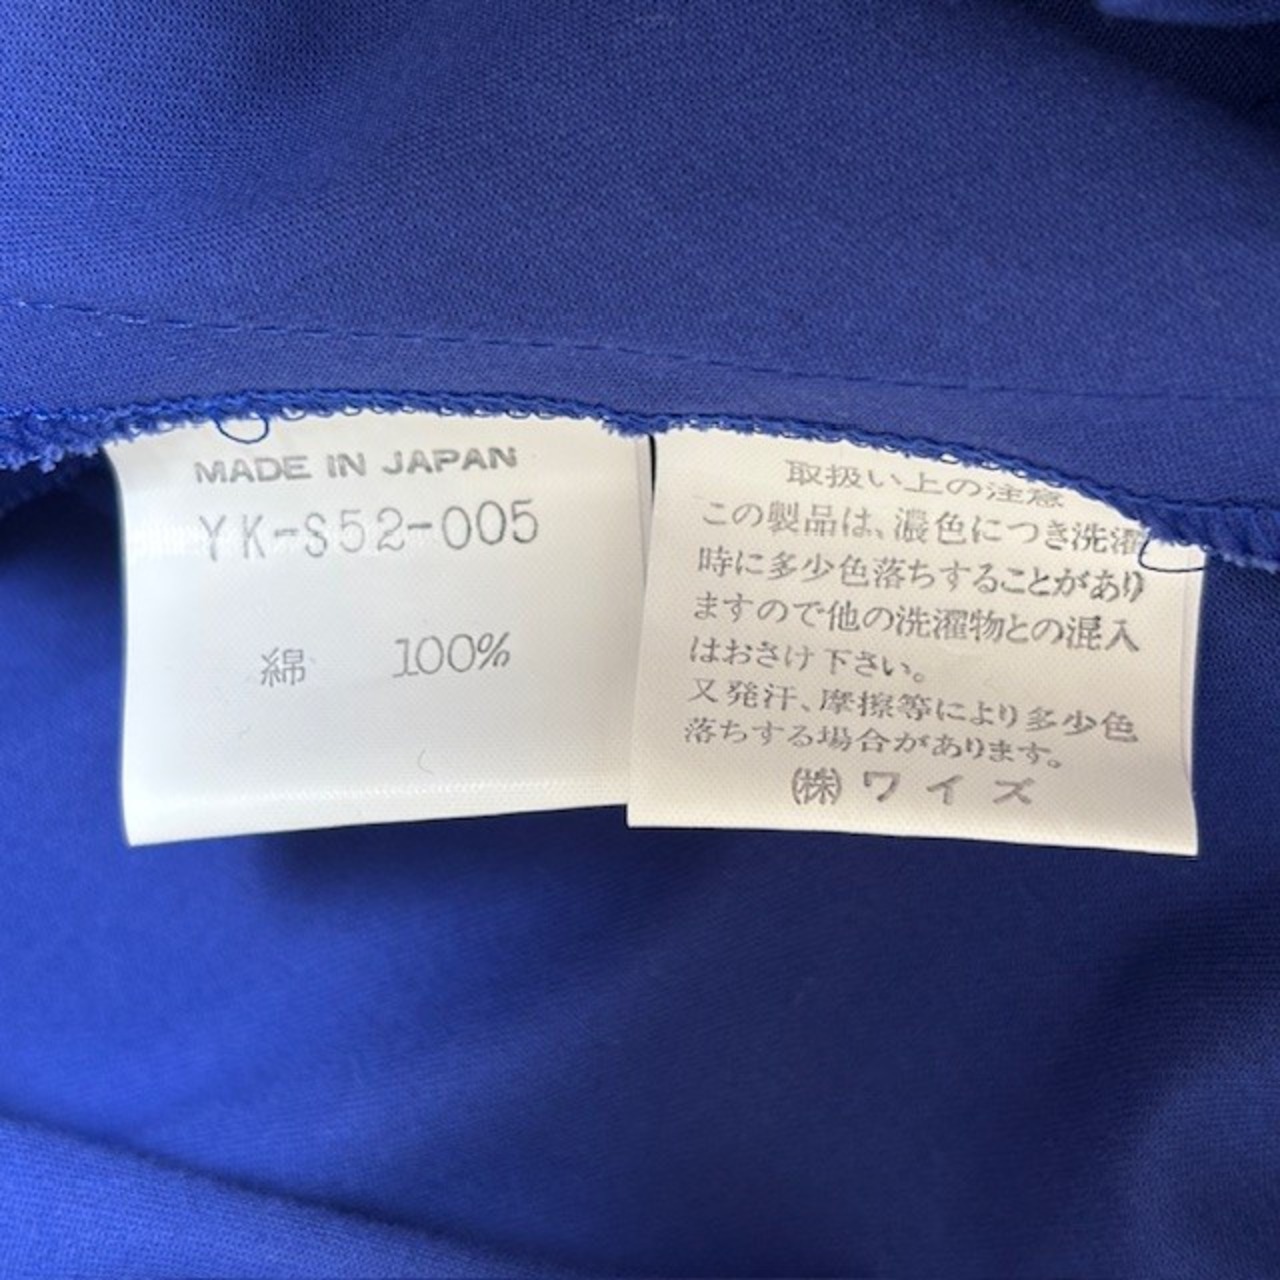 MADE IN JAPAN
YK-S52-005
綿 100%
取扱い上の注意
この製品は、濃色につき洗濯
時に多少色落ちすることがあり
ますので他の洗濯物との混入
はおさけ下さい。
又発汗、摩擦等により多少色
落ちする場合があります。
㈱ワイズ